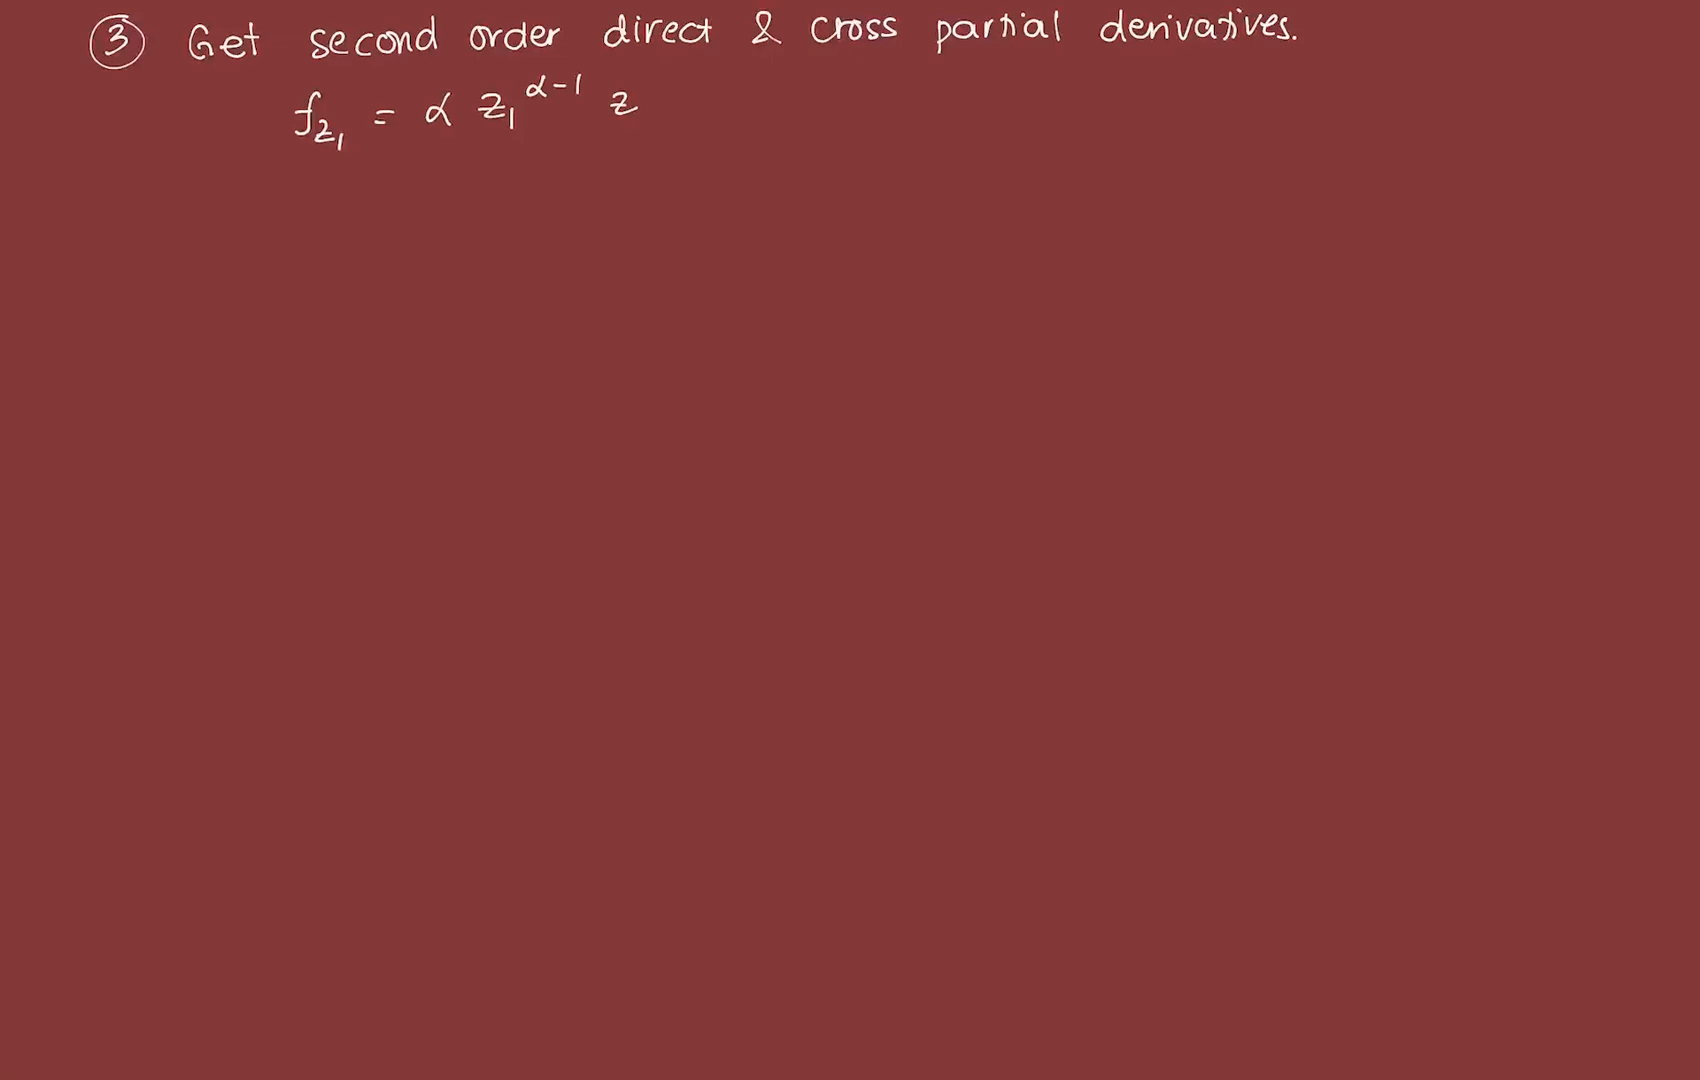 ③ Get second order direct & cross partial derivatives.
f_{z_1} = α z_1^{α-1} z